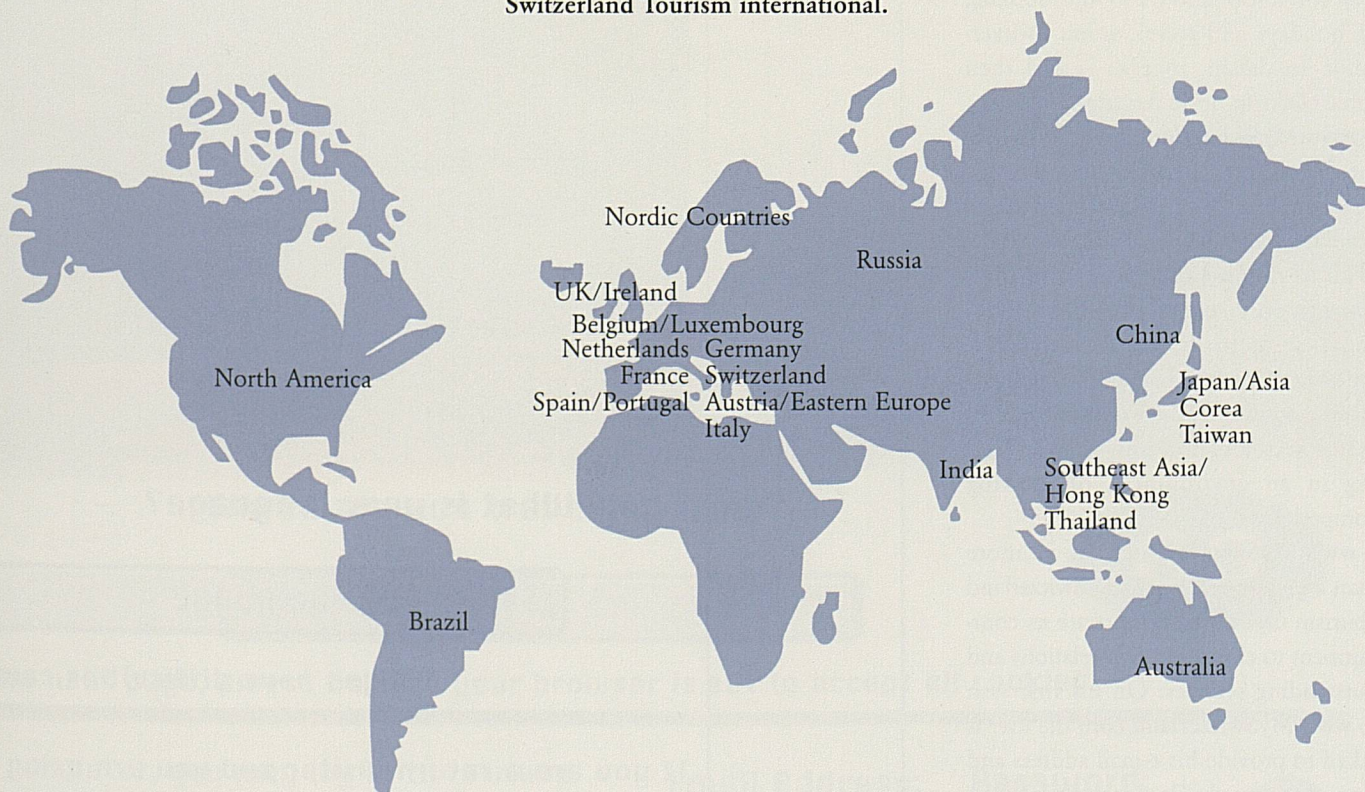 Switzerland Tourism international.
Nordic Countries
Russia
UK/Ireland
Belgium/Luxembourg
China
Netherlands Germany
North America
France Switzerland
Japan/Asia
Spain/Portugal Austria/Eastern Europe
Corea
Italy
Taiwan
India
Southeast Asia/
Hong Kong
Thailand
Brazil
Australia